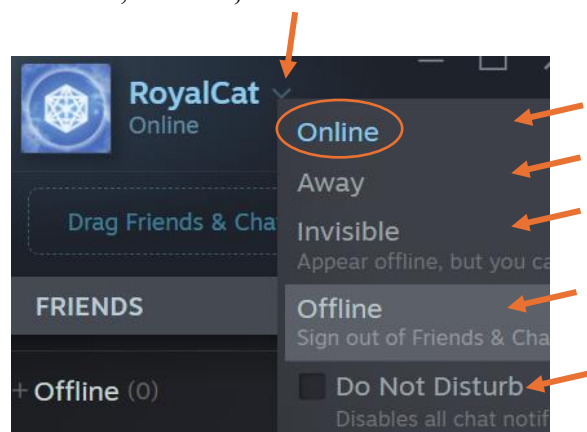 RoyalCat
Online
Online
Away
Drag Friends & Cha
Invisible
Appear offline, but you ca
FRIENDS
Offline
Sign out of Friends & Cha
+ Offline (0)
Do Not Disturb
Disables all chat notif